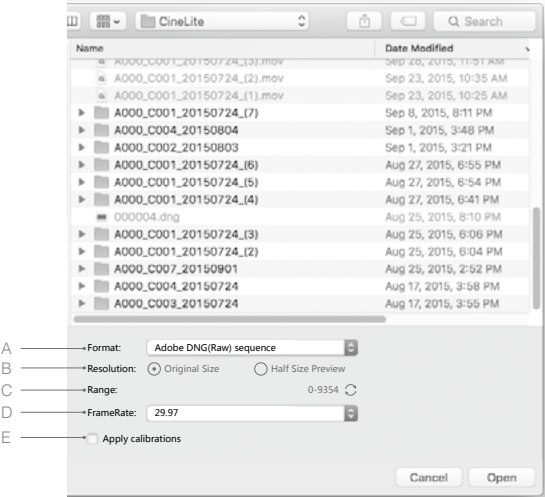 CineLite Search
Name Date Modified
A000_C001_20150724_(3).mov Sep 26, 2015, 11:51 AM
A000_C001_20150724_(2).mov Sep 23, 2015, 10:35 AM
A000_C001_20150724_(1).mov Sep 23, 2015, 10:25 AM
A000_C001_20150724_(7) Sep 8, 2015, 8:11 PM
A000_C004_20150804 Sep 1, 2015, 3:48 PM
A000_C002_20150803 Sep 1, 2015, 3:21 PM
A000_C001_20150724_(6) Aug 27, 2015, 6:55 PM
A000_C001_20150724_(5) Aug 27, 2015, 6:54 PM
A000_C001_20150724_(4) Aug 27, 2015, 6:41 PM
000004.dng Aug 25, 2015, 8:10 PM
A000_C001_20150724_(3) Aug 25, 2015, 6:06 PM
A000_C001_20150724_(2) Aug 25, 2015, 6:04 PM
A000_C007_20150901 Aug 25, 2015, 2:52 PM
A000_C004_20150724 Aug 17, 2015, 3:58 PM
A000_C003_20150724 Aug 17, 2015, 3:55 PM
A Format: Adobe DNG(Raw) sequence
B Resolution: Original Size Half Size Preview
C Range: 0-9354
D FrameRate: 29.97
E Apply calibrations
Cancel Open